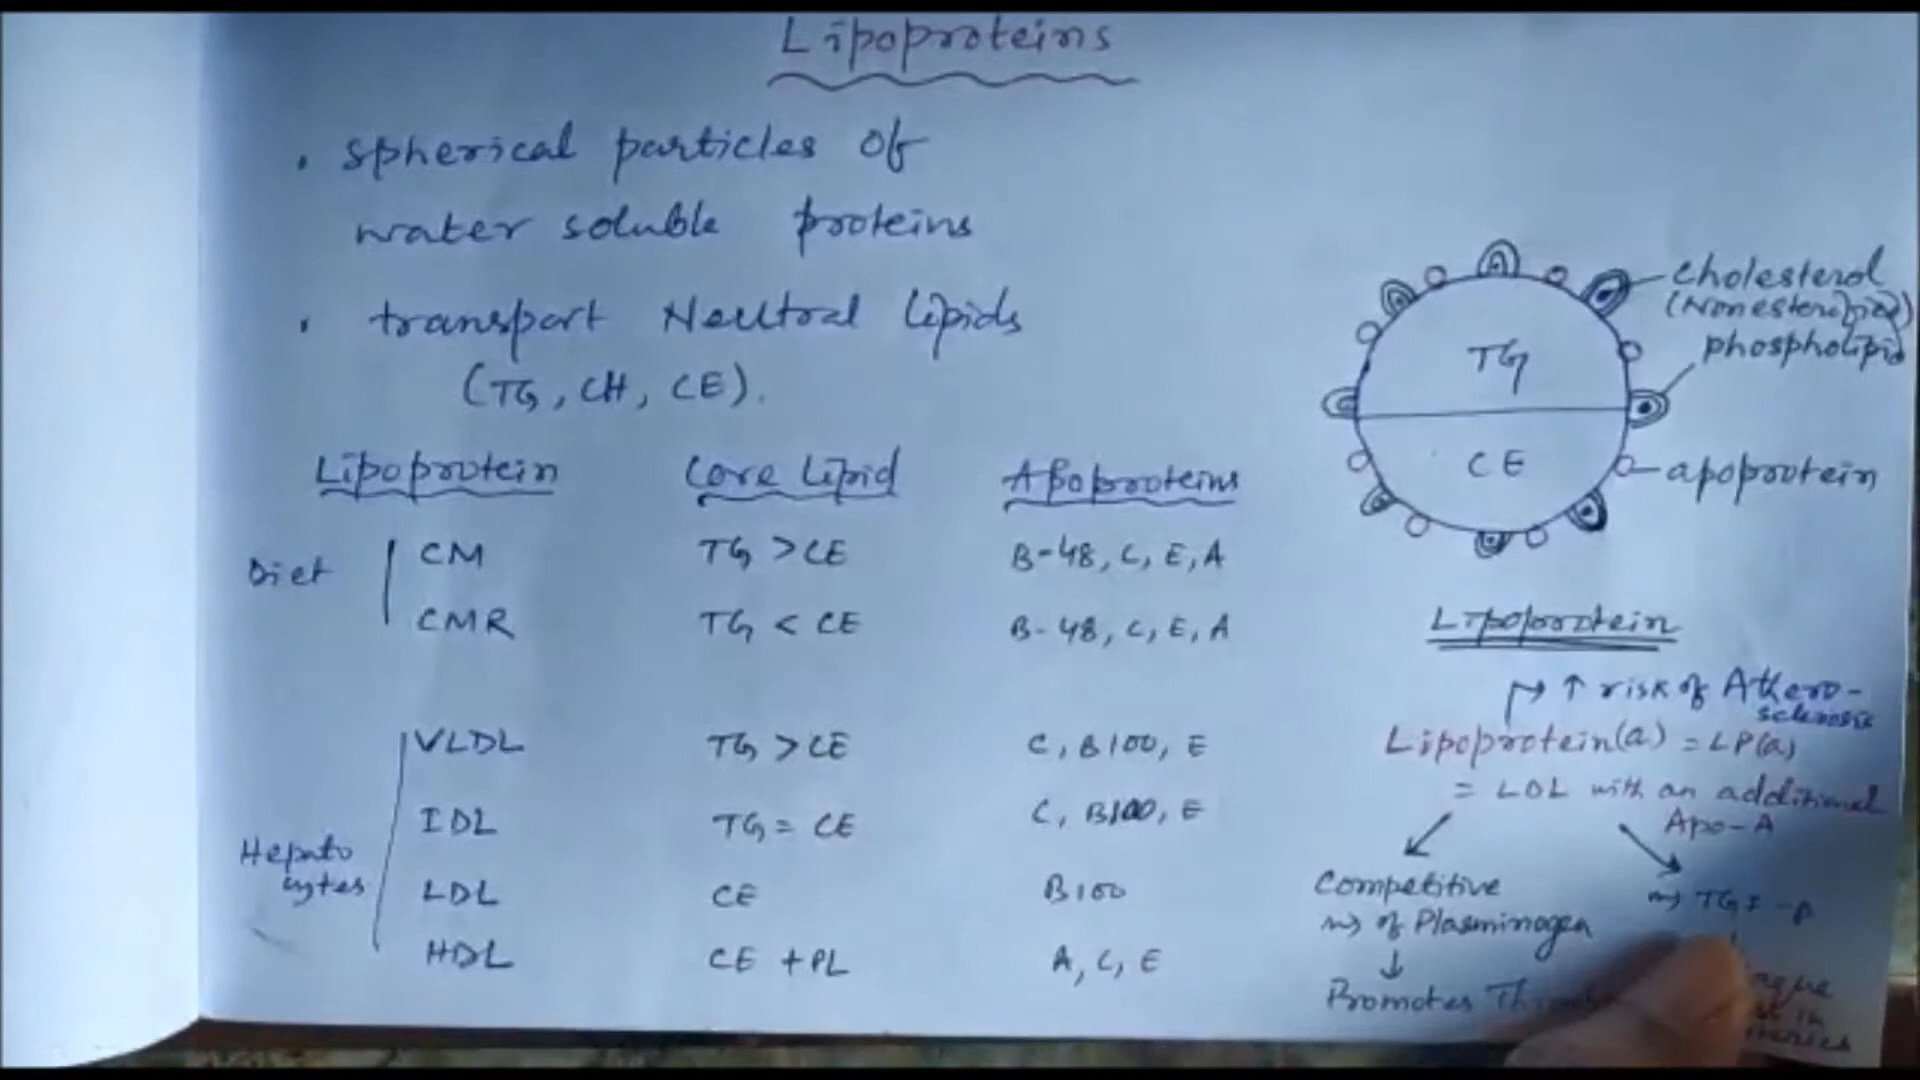 Lipoproteins
. spherical particles of
water soluble proteins
. transport Neutral lipids
(TG, CH, CE).
Lipoprotein Core Lipid Apoproteins
Diet
CM TG > CE B-48, C, E, A
CMR TG < CE B-48, C, E, A
Hepato
cytes
VLDL TG > CE C, B100, E
IDL TG = CE C, B100, E
LDL CE B100
HDL CE + PL A, C, E
TG
CE
cholesterol
(Nonesterified)
phospholipid
apoprotein
Lipoprotein
→ ↑ risk of Athero-
sclerosis
Lipoprotein(a) = LP(a)
= LDL with an additional
Apo-A
Competitive
of Plasminogen
↓
Promotes